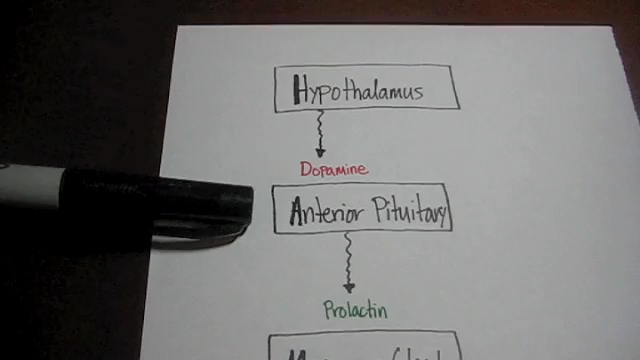 Hypothalamus
Dopamine
Anterior Pituitary
Prolactin